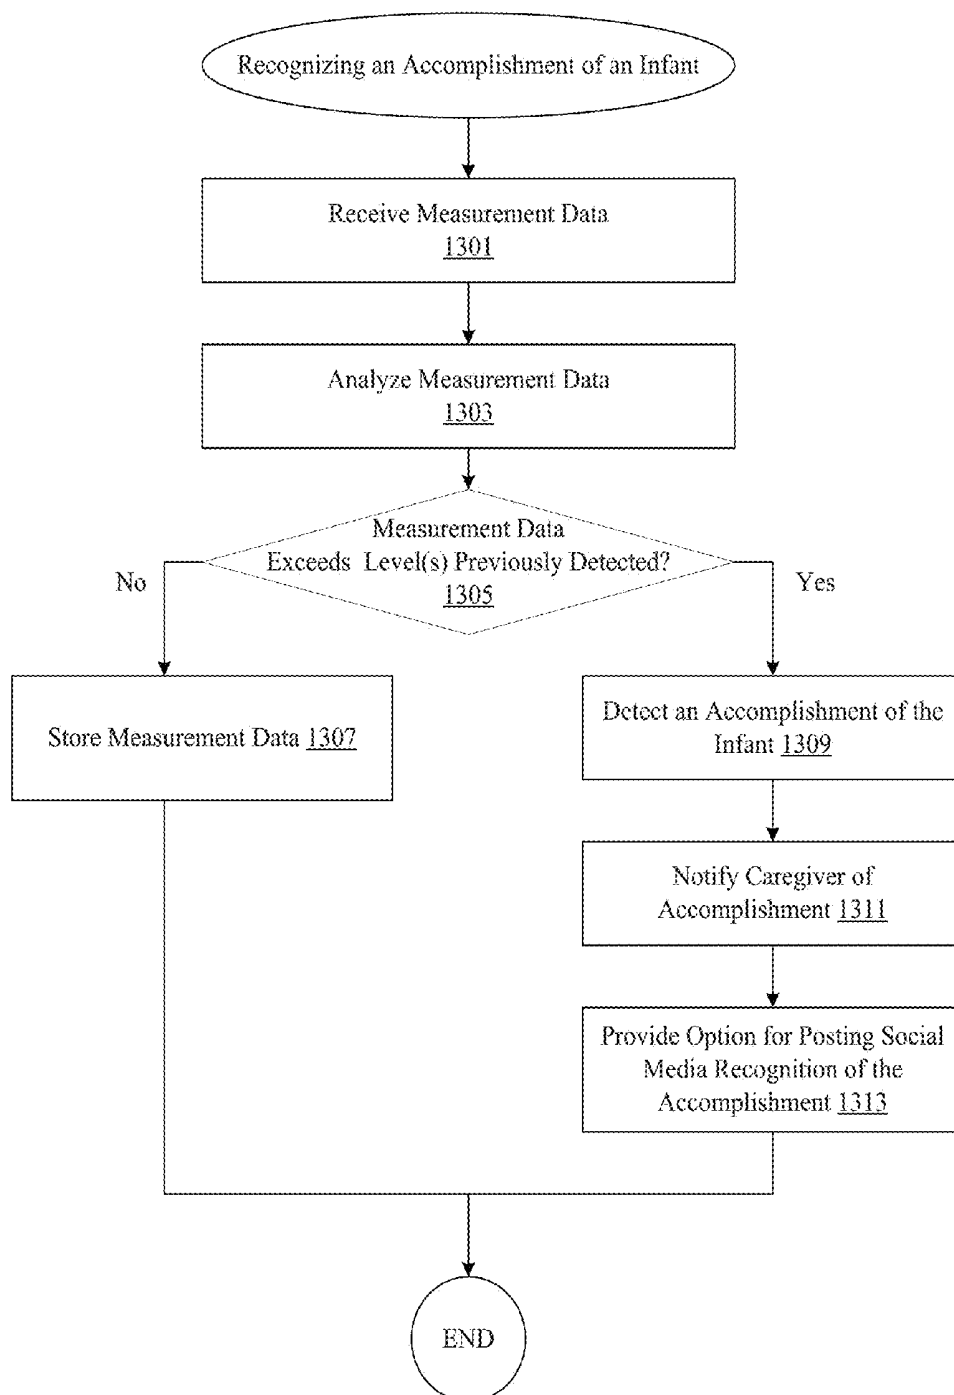 Recognizing an Accomplishment of an Infant
Receive Measurement Data
1301
Analyze Measurement Data
1303
Measurement Data
Exceeds Level(s) Previously Detected?
1305
No
Yes
Store Measurement Data 1307
Detect an Accomplishment of the
Infant 1309
Notify Caregiver of
Accomplishment 1311
Provide Option for Posting Social
Media Recognition of the
Accomplishment 1313
END